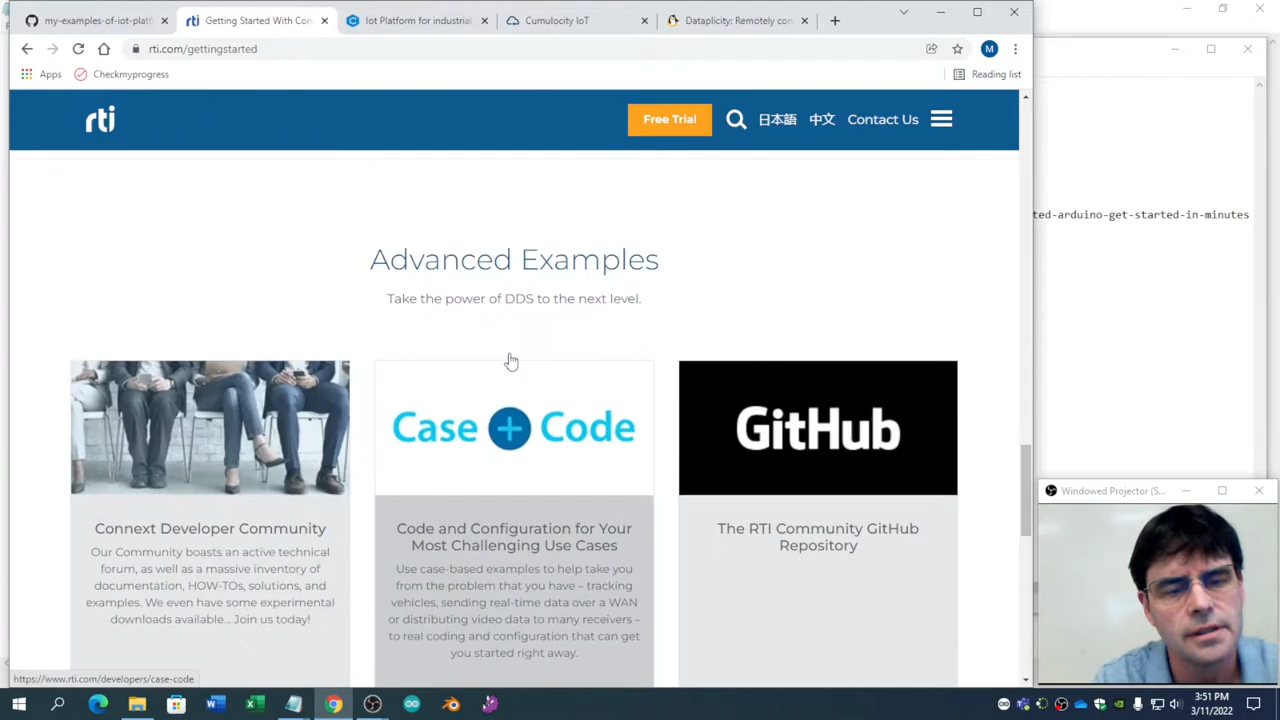 my-examples-of-iot-platf
Getting Started With Con
Iot Platform for industrial
Cumulocity IoT
Dataplicity: Remotely con
rti.com/gettingstarted
M
Apps
Checkmyprogress
Reading list
rti
Free Trial
日本語
中文
Contact Us
ted-arduino-get-started-in-minutes
Advanced Examples
Take the power of DDS to the next level.
Case + Code
GitHub
Connext Developer Community
Our Community boasts an active technical
forum, as well as a massive inventory of
documentation, HOW-TOs, solutions, and
examples. We even have some experimental
downloads available... Join us today!
Code and Configuration for Your
Most Challenging Use Cases
Use case-based examples to help take you
from the problem that you have – tracking
vehicles, sending real-time data over a WAN
or distributing video data to many receivers –
to real coding and configuration that can get
you started right away.
The RTI Community GitHub
Repository
Windowed Projector (S...
https://www.rti.com/developers/case-code
3:51 PM
3/11/2022